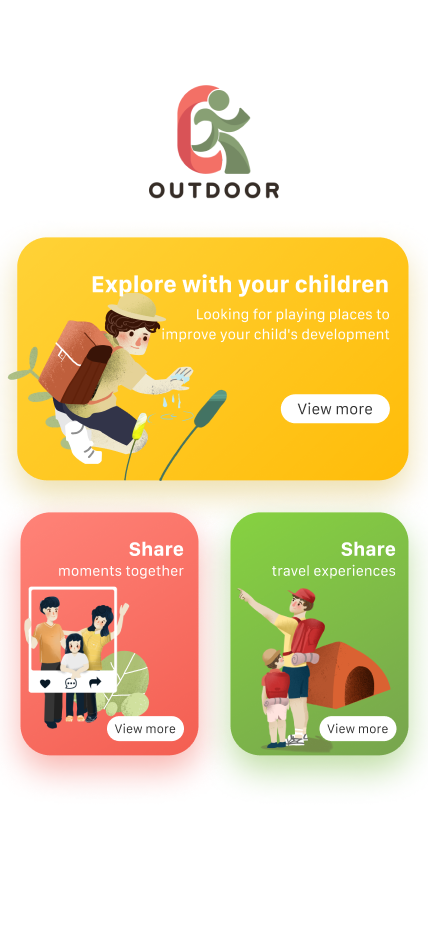 OUTDOOR
Explore with your children
Looking for playing places to
improve your child's development
View more
Share
moments together
View more
Share
travel experiences
View more